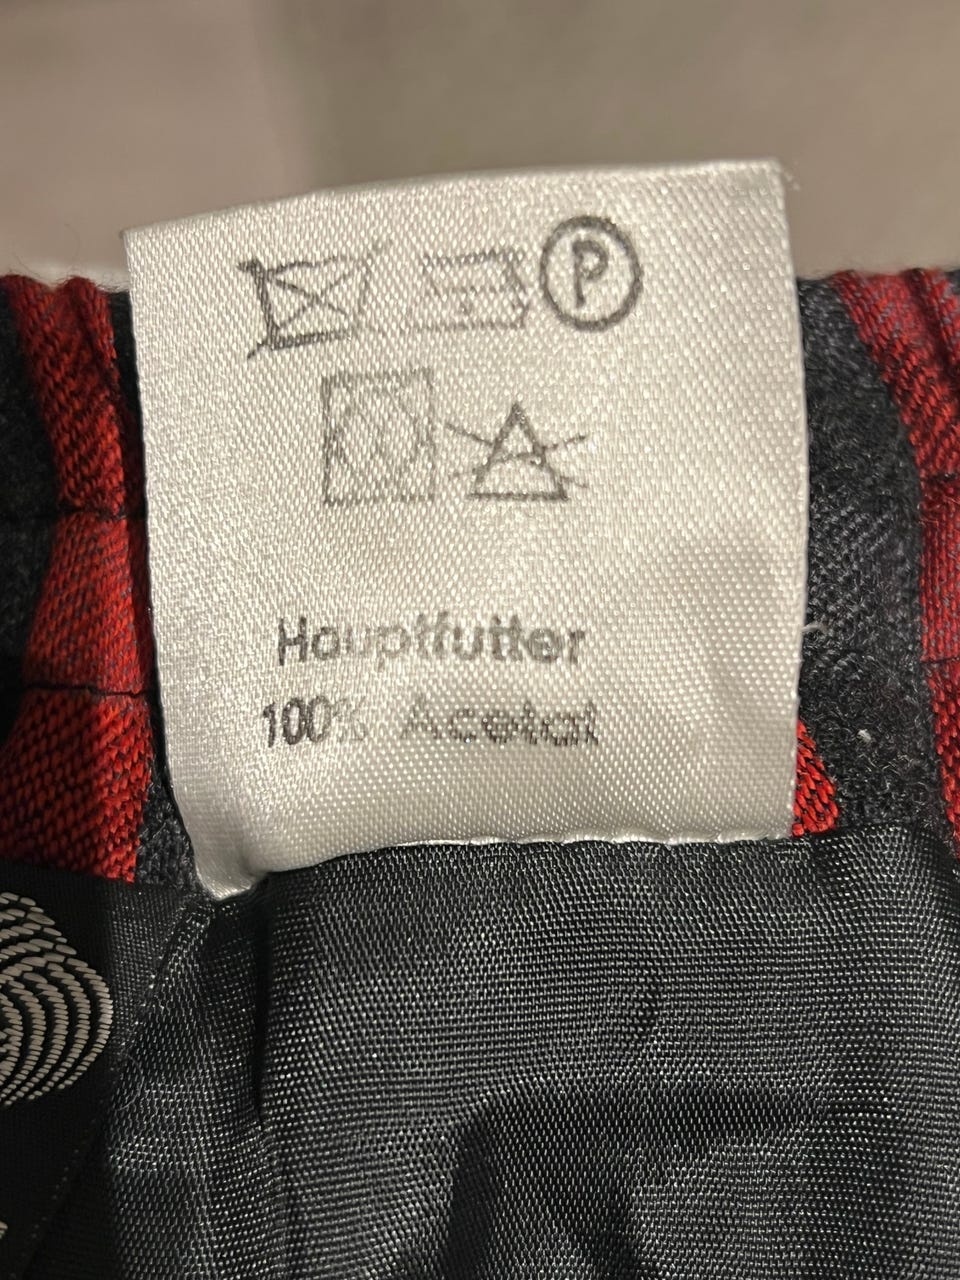 P
Hauptfutter
100% Acetat